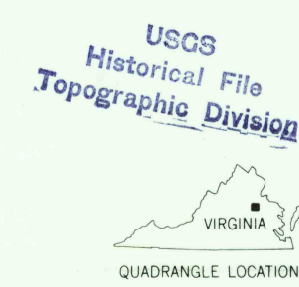 USGS
Historical File
Topographic Division
VIRGINIA
QUADRANGLE LOCATION